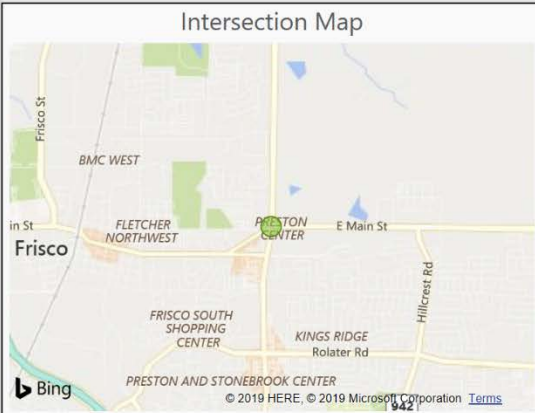 Intersection Map
Frisco St
BMC WEST
in St
FLETCHER
NORTHWEST
PRESTON
CENTER
E Main St
Frisco
Hillcrest Rd
FRISCO SOUTH
SHOPPING
CENTER
KINGS RIDGE
Rolater Rd
PRESTON AND STONEBROOK CENTER
Bing
© 2019 HERE, © 2019 Microsoft Corporation Terms
942